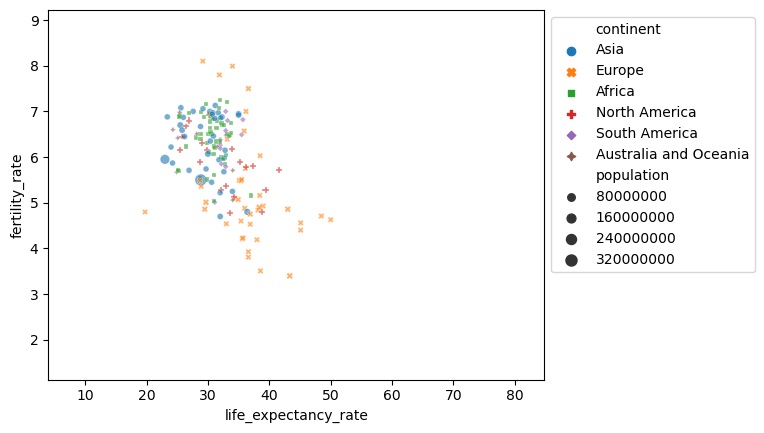 9
8
7
6
5
4
3
2
fertility_rate
10 20 30 40 50 60 70 80
life_expectancy_rate
continent
Asia
Europe
Africa
North America
South America
Australia and Oceania
population
80000000
160000000
240000000
320000000